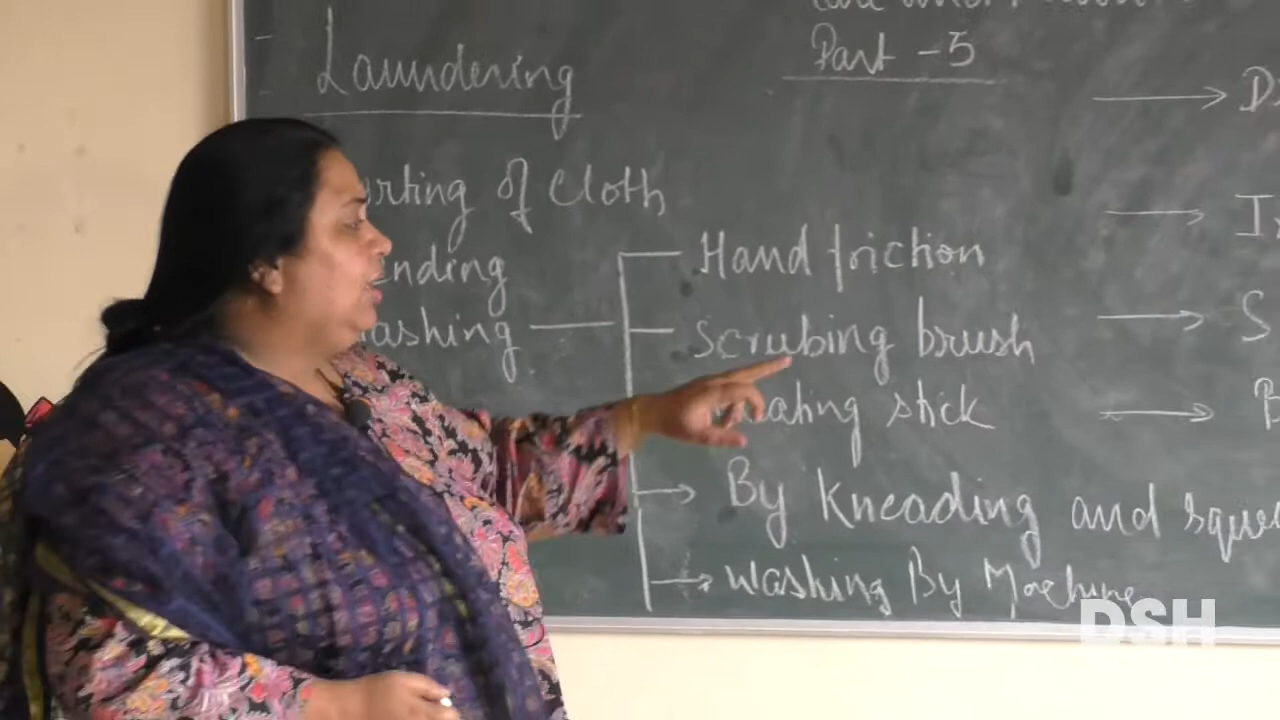 Part - 5
Laundering
rting of Cloth
nding
ashing
Hand friction
Scrubing brush
eating stick
By Kneading and sque
Washing By Machine
DSH